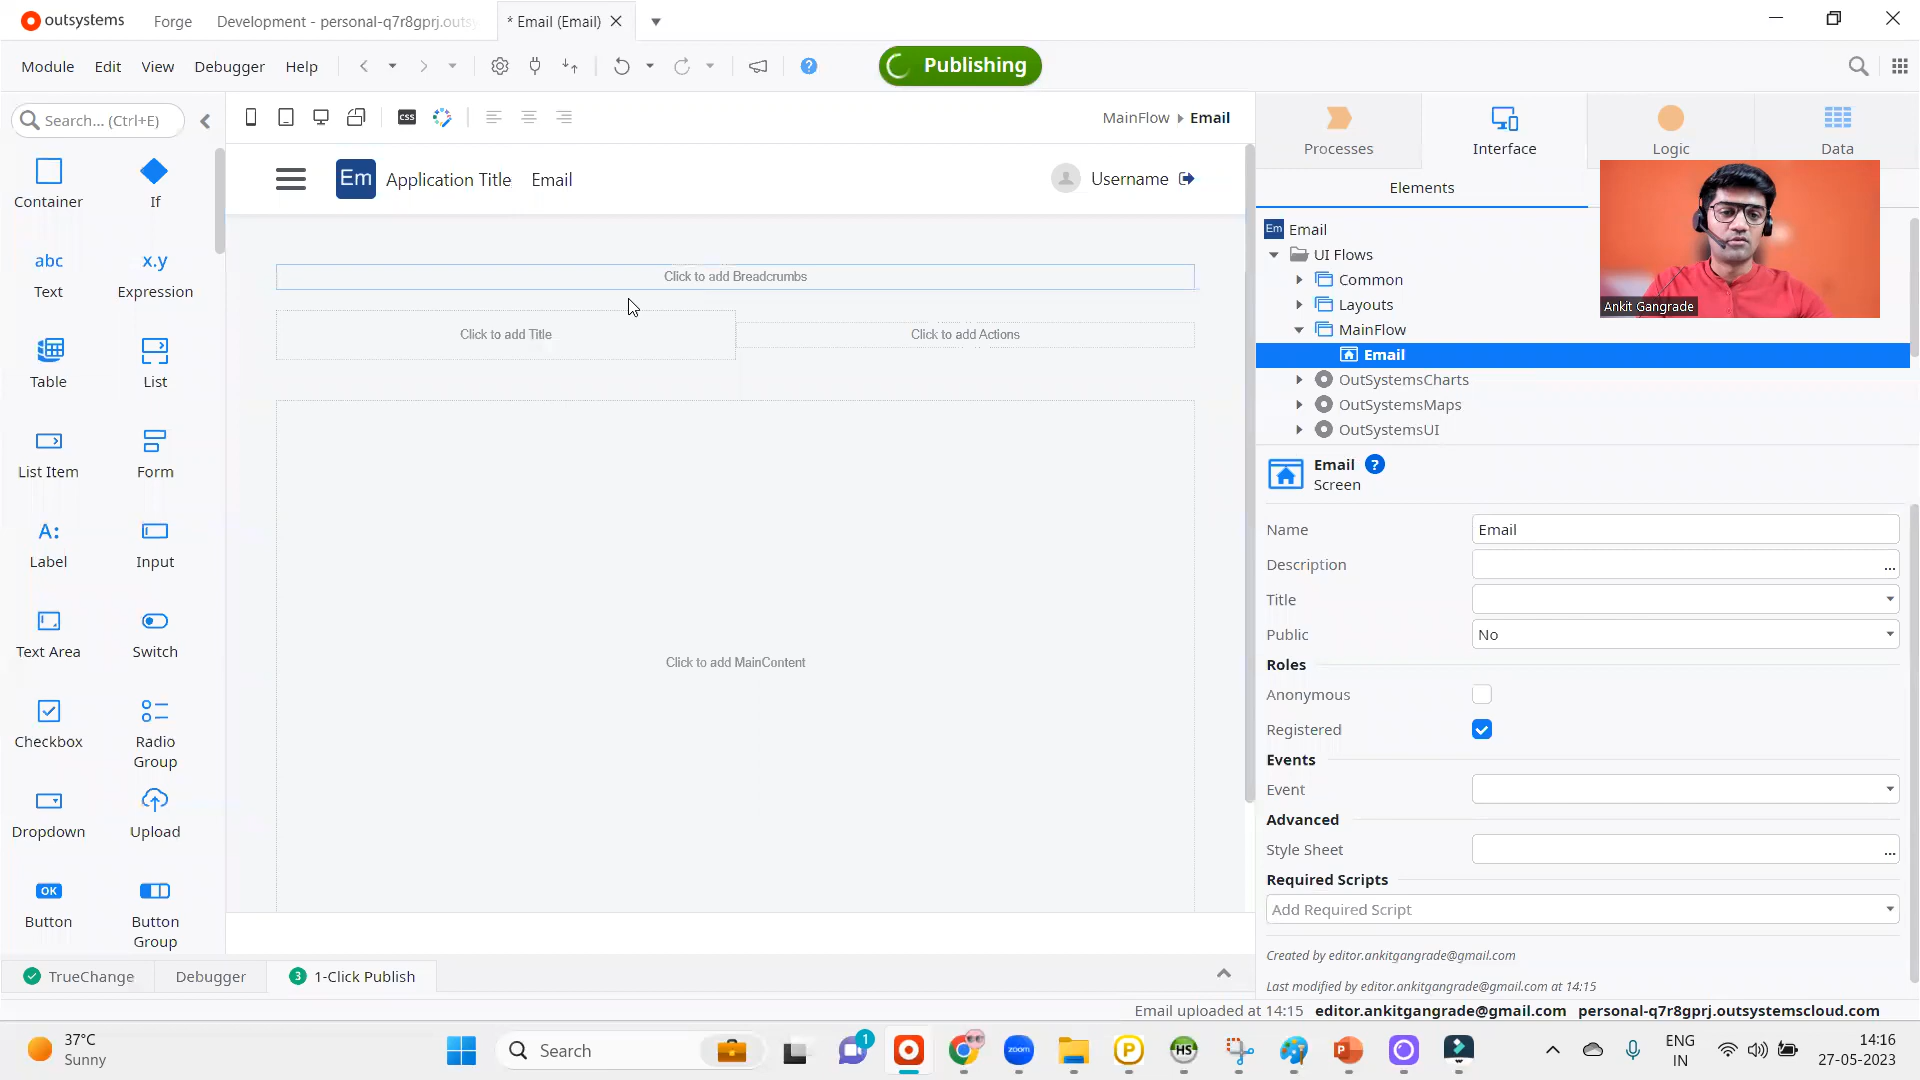 outsystems
Forge
Development - personal-q7r8gprj.outsy
* Email (Email)
Module Edit View Debugger Help
Publishing
Search... (Ctrl+E)
css
MainFlow Email
Processes Interface Logic Data
Elements
Container If
abc x.y
Text Expression
Table List
List Item Form
A:
Label Input
Text Area Switch
Checkbox Radio
Group
Dropdown Upload
OK
Button Button
Group
Em Application Title Email Username
Click to add Breadcrumbs
Click to add Title Click to add Actions
Click to add MainContent
Em Email
UI Flows
Common
Layouts
MainFlow
Email
OutSystemsCharts
OutSystemsMaps
OutSystemsUI
Ankit Gangrade
Email ?
Screen
Name Email
Description ...
Title
Public No
Roles
Anonymous
Registered
Events
Event
Advanced
Style Sheet ...
Required Scripts
Add Required Script
Created by editor.ankitgangrade@gmail.com
Last modified by editor.ankitgangrade@gmail.com at 14:15
TrueChange Debugger 3 1-Click Publish
Email uploaded at 14:15 editor.ankitgangrade@gmail.com personal-q7r8gprj.outsystemscloud.com
37°C
Sunny
Search
1
zoom
P
HS
P
ENG
IN
14:16
27-05-2023